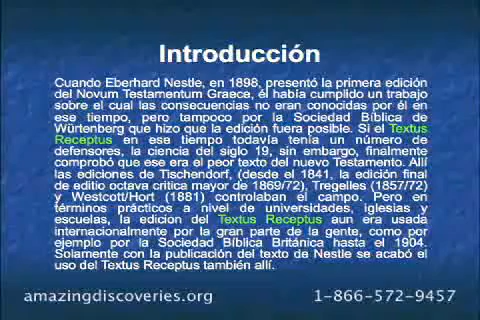 Introducción
Cuando Eberhard Nestle, en 1898, presentó la primera edición
del Novum Testamentum Graece, él había cumplido un trabajo
sobre el cual las consecuencias no eran conocidas por él en
ese tiempo, pero tampoco por la Sociedad Bíblica de
Würtenberg que hizo que la edición fuera posible. Si el Textus
Receptus en ese tiempo todavía tenía un número de
defensores, la ciencia del siglo 19, sin embargo, finalmente
comprobó que ese era el peor texto del nuevo Testamento. Allí
las ediciones de Tischendorf, (desde el 1841, la edición final
de editio octava critica mayor de 1869/72), Tregelles (1857/72)
y Westcott/Hort (1881) controlaban el campo. Pero en
términos prácticos a nivel de universidades, iglesias y
escuelas, la edicion del Textus Receptus aun era usada
internacionalmente por la gran parte de la gente, como por
ejemplo por la Sociedad Bíblica Británica hasta el 1904.
Solamente con la publicación del texto de Nestle se acabó el
uso del Textus Receptus también allí.
amazingdiscoveries.org
1-866-572-9457